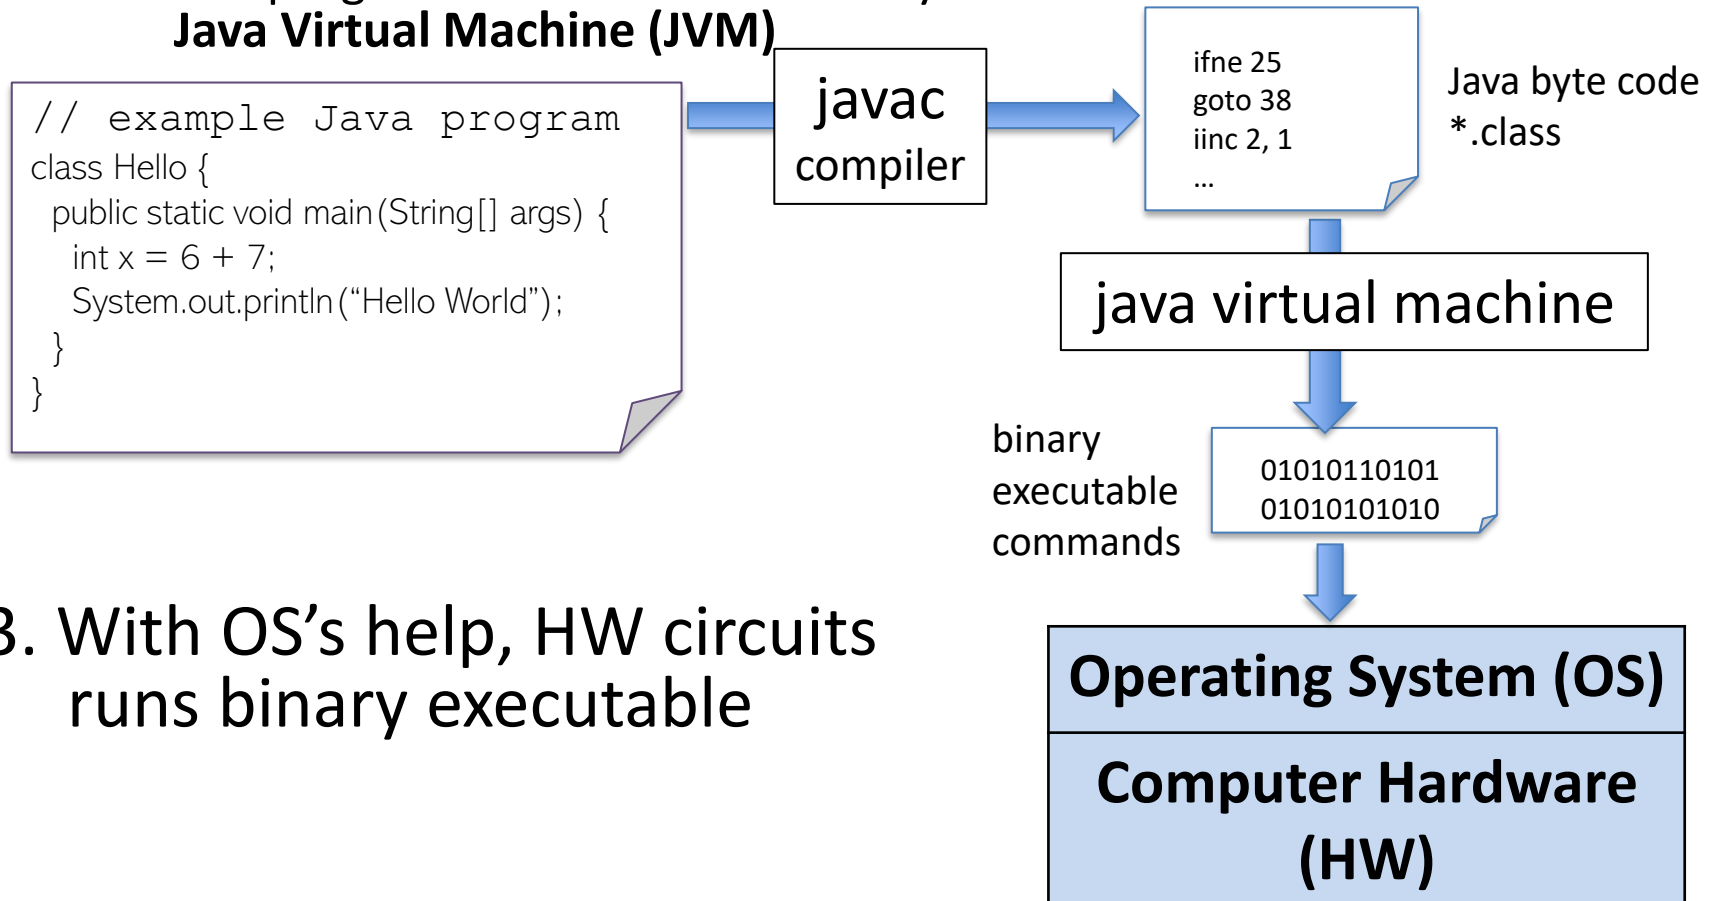 Java Virtual Machine (JVM)
// example Java program
class Hello {
public static void main(String[] args) {
int x = 6 + 7;
System.out.println(“Hello World”);
}
}
javac
compiler
ifne 25
goto 38
iinc 2, 1
…
Java byte code
*.class
java virtual machine
binary
executable
commands
01010110101
01010101010
3. With OS’s help, HW circuits
runs binary executable
Operating System (OS)
Computer Hardware
(HW)